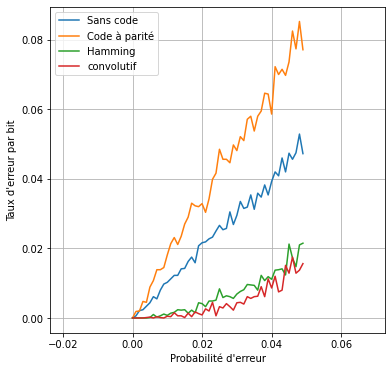 Sans code
Code à parité
Hamming
convolutif
Taux d'erreur par bit
0.08
0.06
0.04
0.02
0.00
−0.02 0.00 0.02 0.04 0.06
Probabilité d'erreur